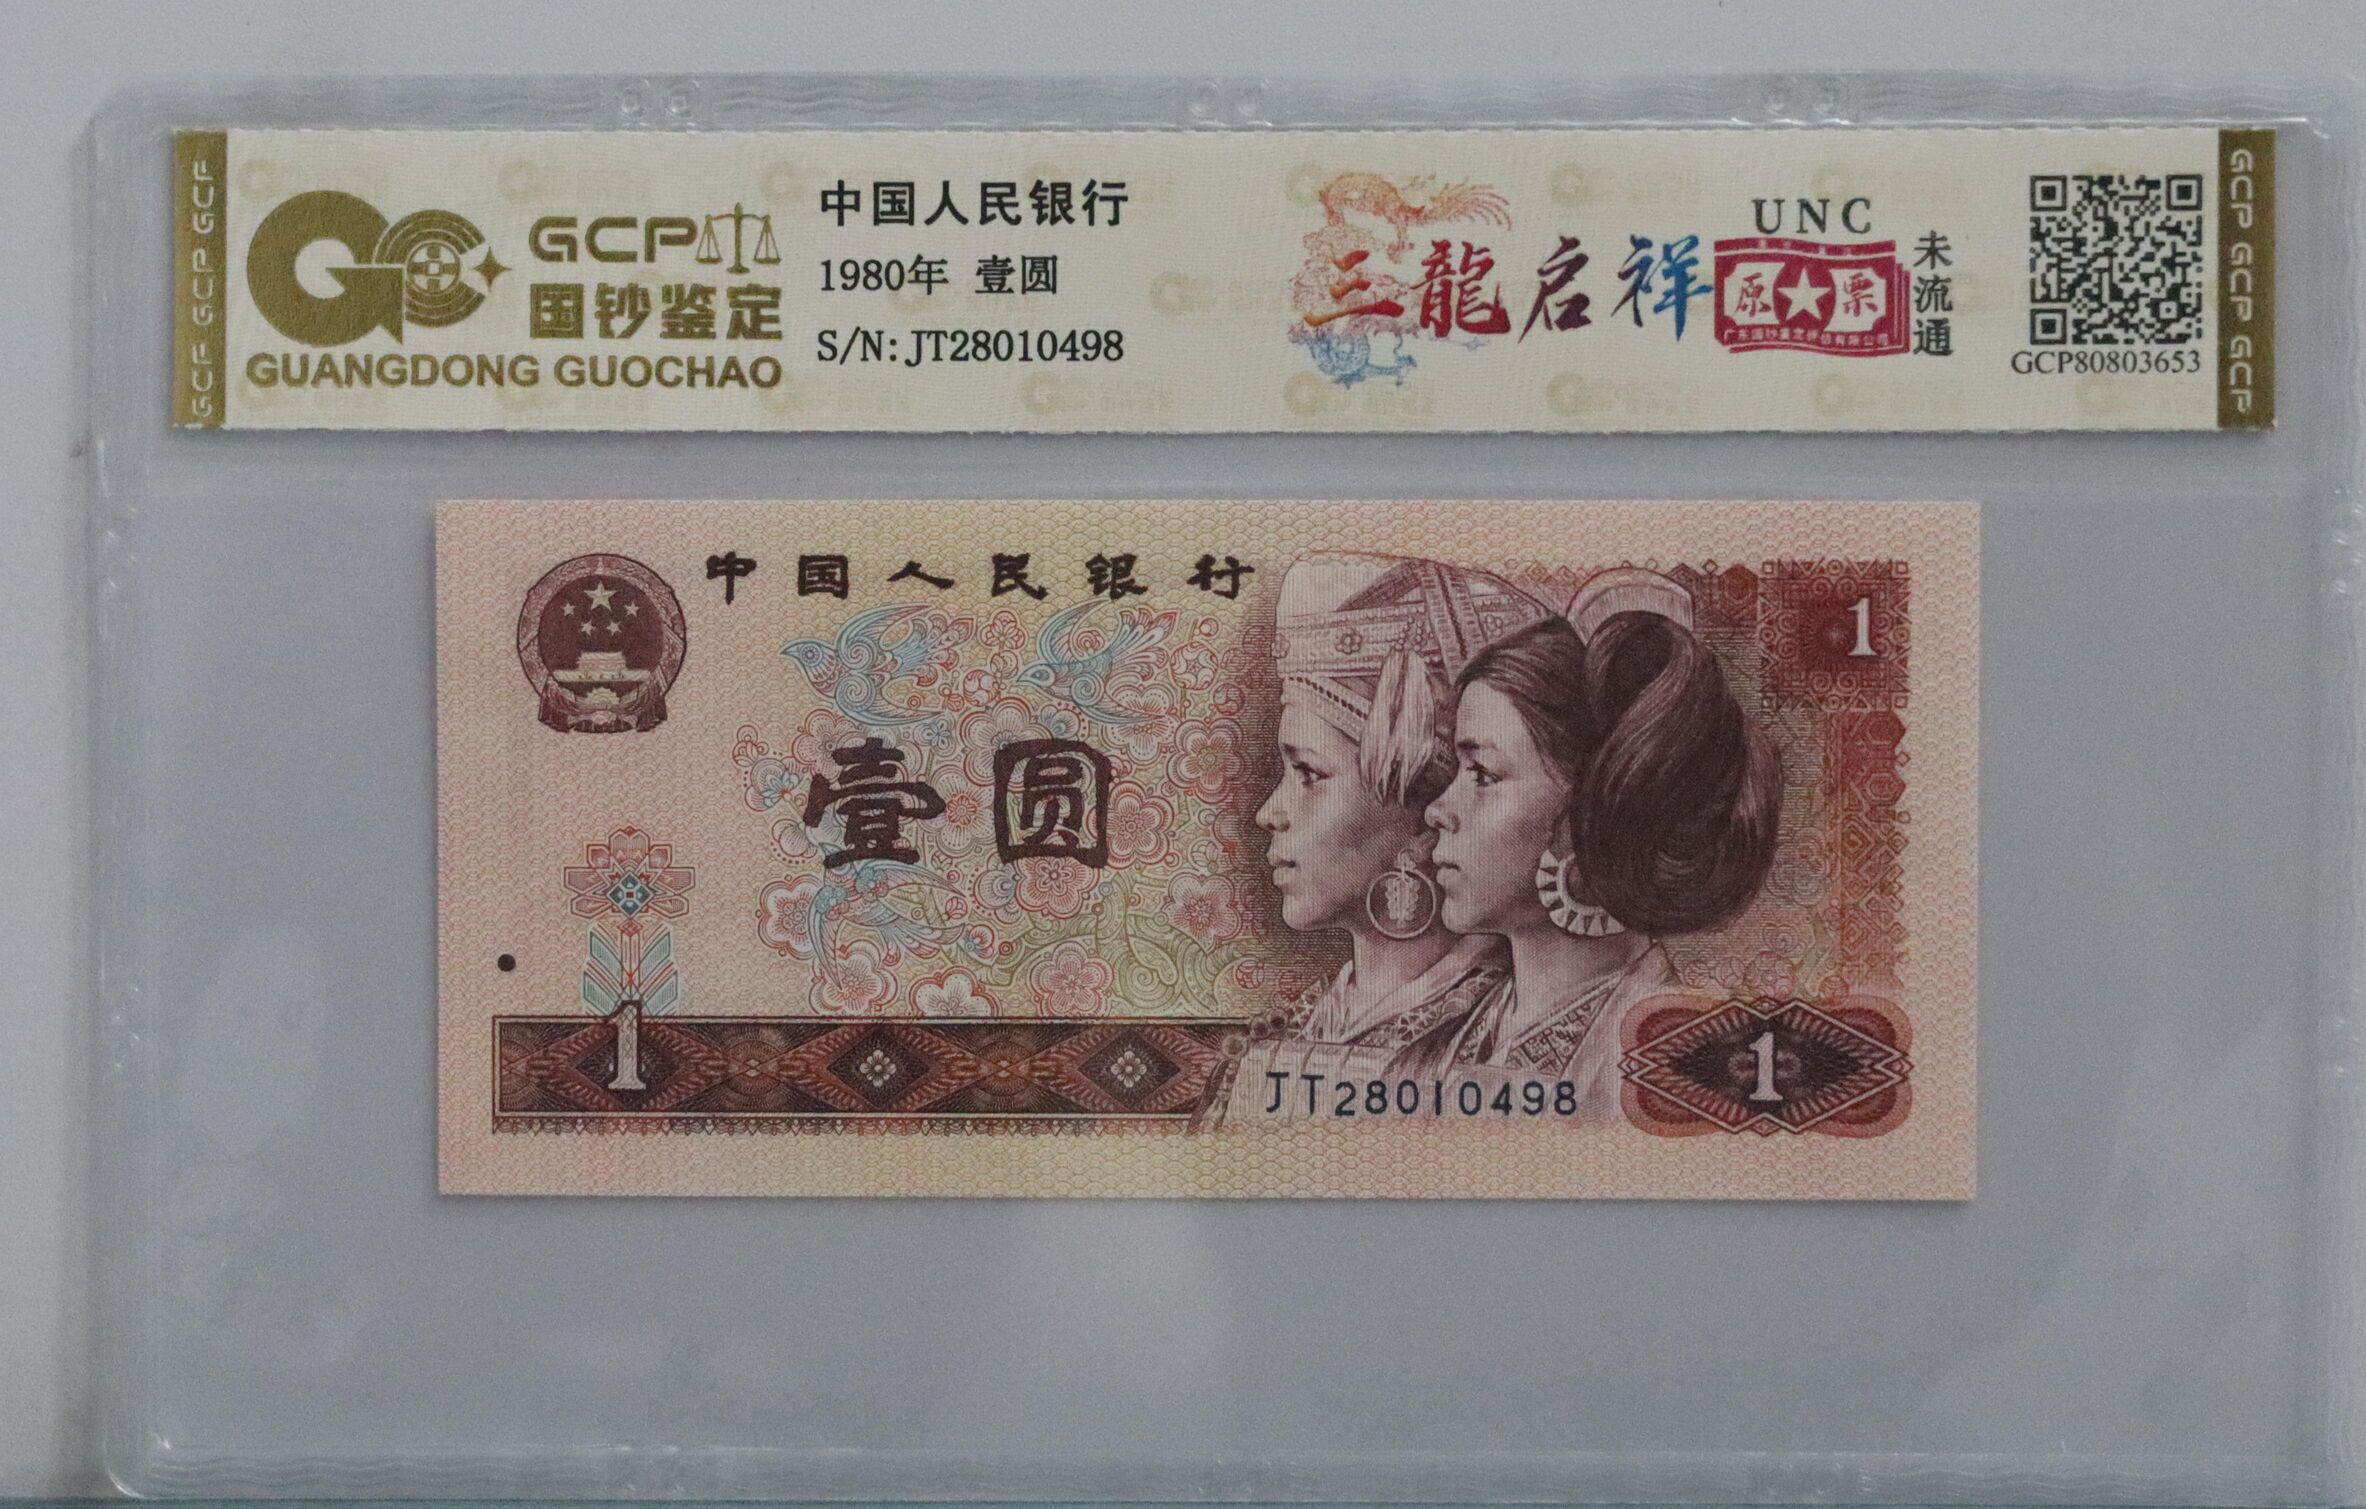 GCP GCP GCP
GCP
国钞鉴定
GUANGDONG GUOCHAO
中国人民银行
1980年 壹圆
S/N: JT28010498
三龍启祥
UNC
原票
未流通
GCP80803653
GCP GCP GCP
中国人民银行
1
壹圆
1
1
JT28010498